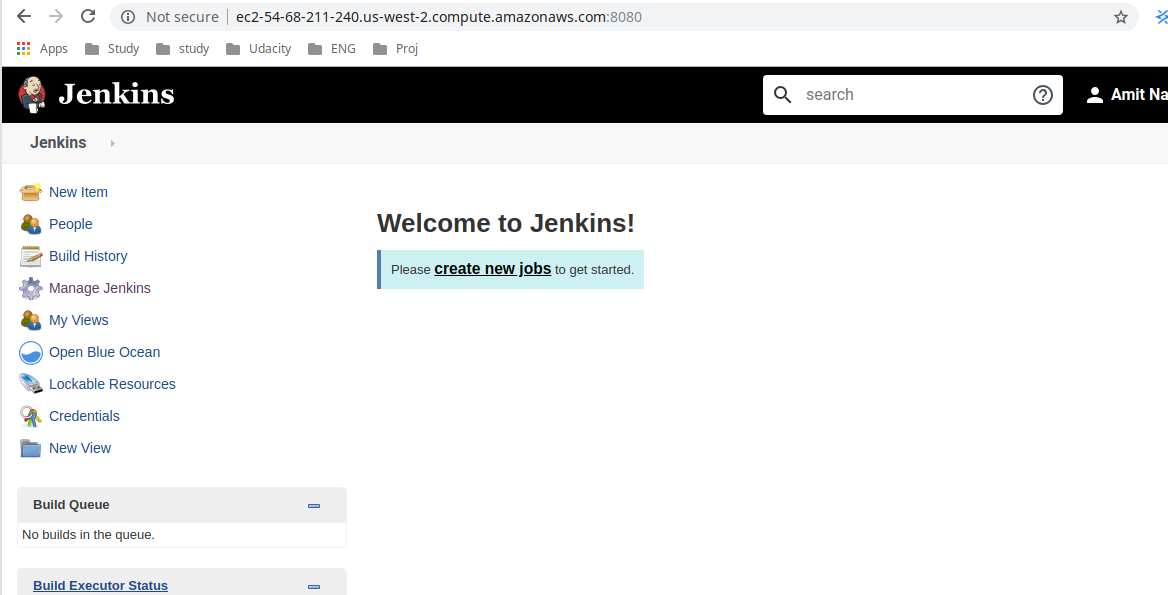 Not secure | ec2-54-68-211-240.us-west-2.compute.amazonaws.com:8080
Apps Study study Udacity ENG Proj
Jenkins
search
Amit Na
Jenkins
New Item
People
Build History
Manage Jenkins
My Views
Open Blue Ocean
Lockable Resources
Credentials
New View
Welcome to Jenkins!
Please create new jobs to get started.
Build Queue
No builds in the queue.
Build Executor Status